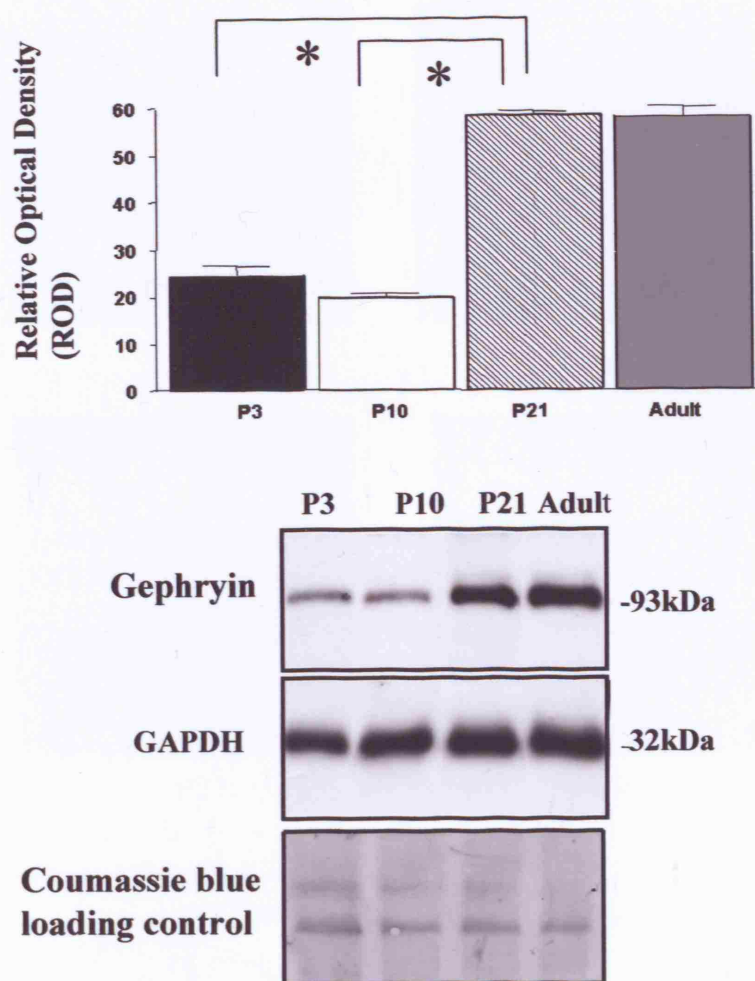 * *
Relative Optical Density
(ROD)
60
50
40
30
20
10
0
P3 P10 P21 Adult
P3 P10 P21 Adult
Gephryin -93kDa
GAPDH -32kDa
Coumassie blue
loading control